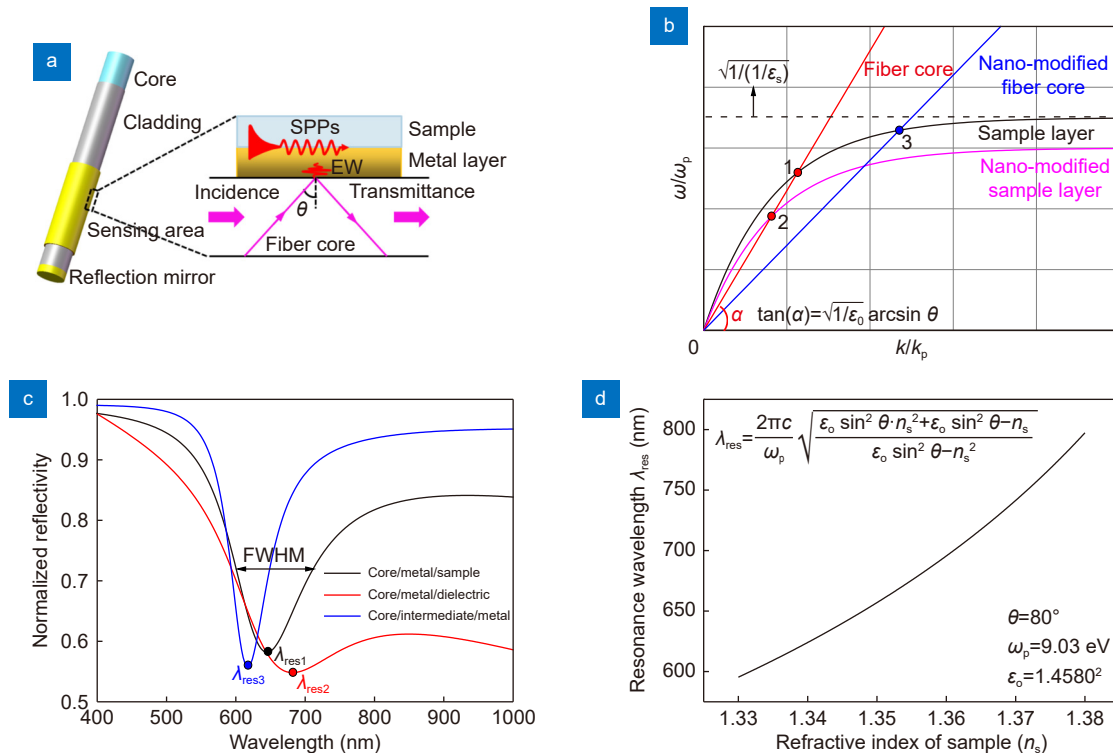 a
Core
Cladding
Sensing area
Reflection mirror
SPPs
Sample
EW
Metal layer
Incidence
Transmittance
θ
Fiber core
b
√1/(1/εs)
Fiber core
Nano-modified
fiber core
Sample layer
Nano-modified
sample layer
1
2
3
ω/ωp
α
tan(α)=√1/ε0 arcsin θ
0
k/kp
c
Normalized reflectivity
1.0
0.9
0.8
0.7
0.6
0.5
FWHM
Core/metal/sample
Core/metal/dielectric
Core/intermediate/metal
λres1
λres3
λres2
400 500 600 700 800 900 1000
Wavelength (nm)
d
Resonance wavelength λres (nm)
800
750
700
650
600
λres=2πc/ωp √(εo sin² θ·ns²+εo sin² θ−ns)/(εo sin² θ−ns²)
θ=80°
ωp=9.03 eV
εo=1.4580²
1.33 1.34 1.35 1.36 1.37 1.38
Refractive index of sample (ns)